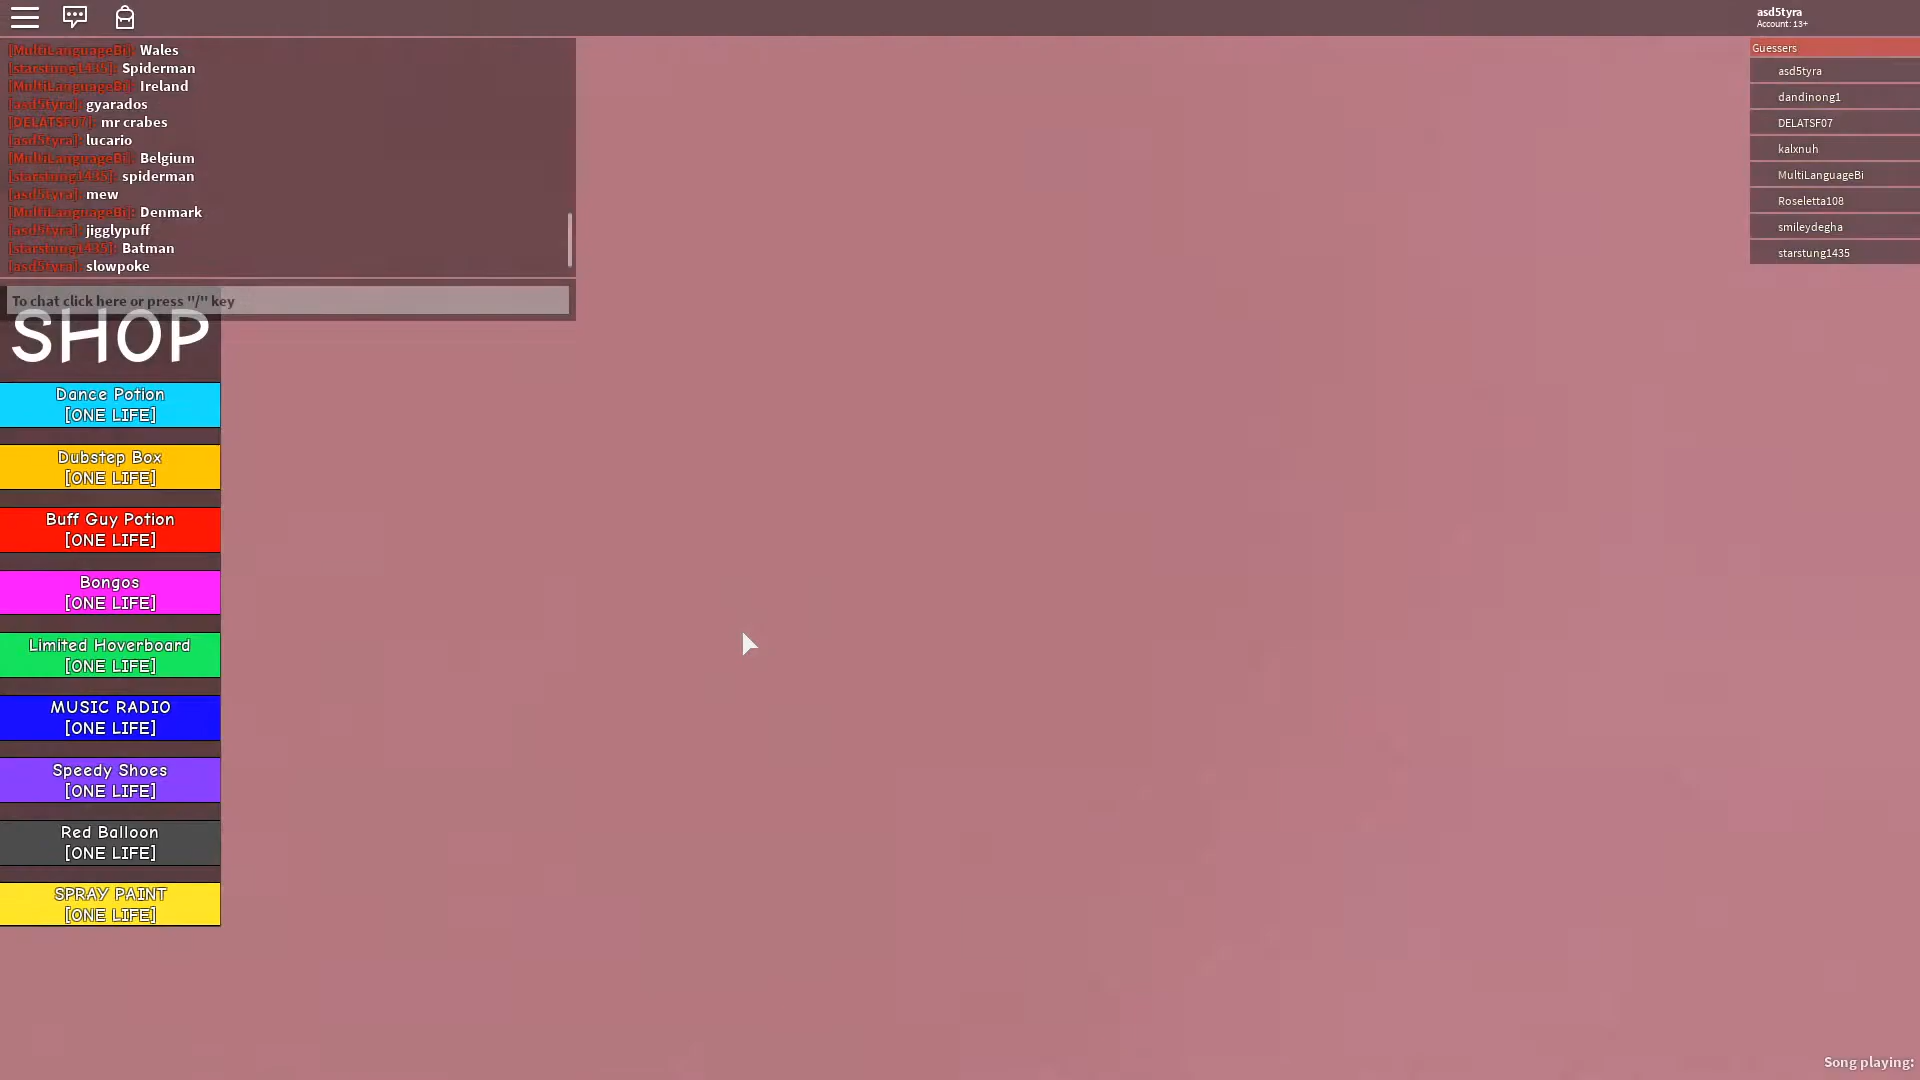 asd5tyra
Account: 13+
[MultiLanguageBi]: Wales
[starstung1435]: Spiderman
[MultiLanguageBi]: Ireland
[asd5tyra]: gyarados
[DELATSF07]: mr crabes
[asd5tyra]: lucario
[MultiLanguageBi]: Belgium
[starstung1435]: spiderman
[asd5tyra]: mew
[MultiLanguageBi]: Denmark
[asd5tyra]: jigglypuff
[starstung1435]: Batman
[asd5tyra]: slowpoke
To chat click here or press "/" key
SHOP
Dance Potion
[ONE LIFE]
Dubstep Box
[ONE LIFE]
Buff Guy Potion
[ONE LIFE]
Bongos
[ONE LIFE]
Limited Hoverboard
[ONE LIFE]
MUSIC RADIO
[ONE LIFE]
Speedy Shoes
[ONE LIFE]
Red Balloon
[ONE LIFE]
SPRAY PAINT
[ONE LIFE]
Guessers
asd5tyra
dandinong1
DELATSF07
kalxnuh
MultiLanguageBi
Roseletta108
smileydegha
starstung1435
Song playing: